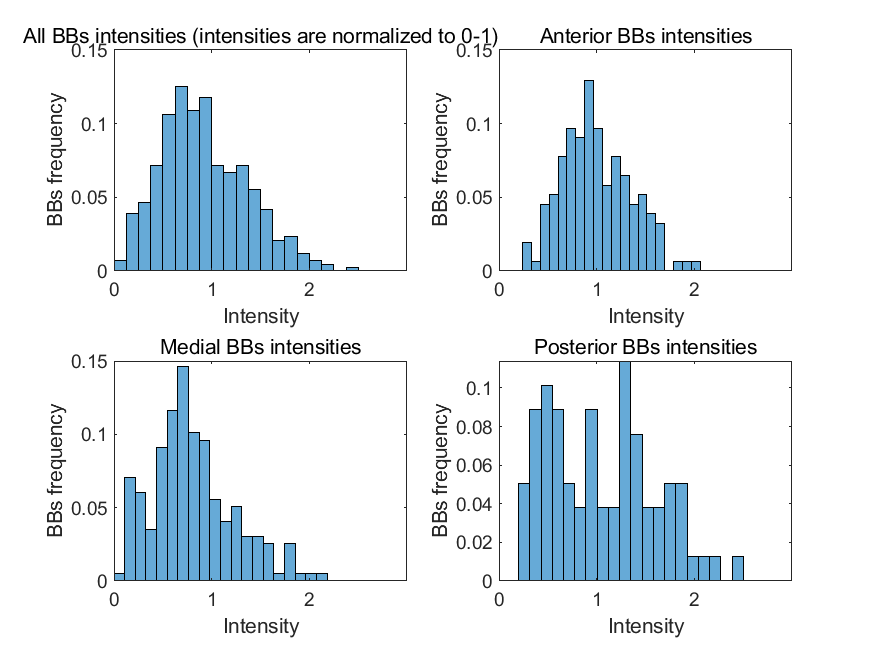 All BBs intensities (intensities are normalized to 0-1)
0.15
0.1
0.05
0
BBs frequency
0 1 2
Intensity
Anterior BBs intensities
0.15
0.1
0.05
0
BBs frequency
0 1 2
Intensity
Medial BBs intensities
0.15
0.1
0.05
0
BBs frequency
0 1 2
Intensity
Posterior BBs intensities
0.1
0.08
0.06
0.04
0.02
0
BBs frequency
0 1 2
Intensity